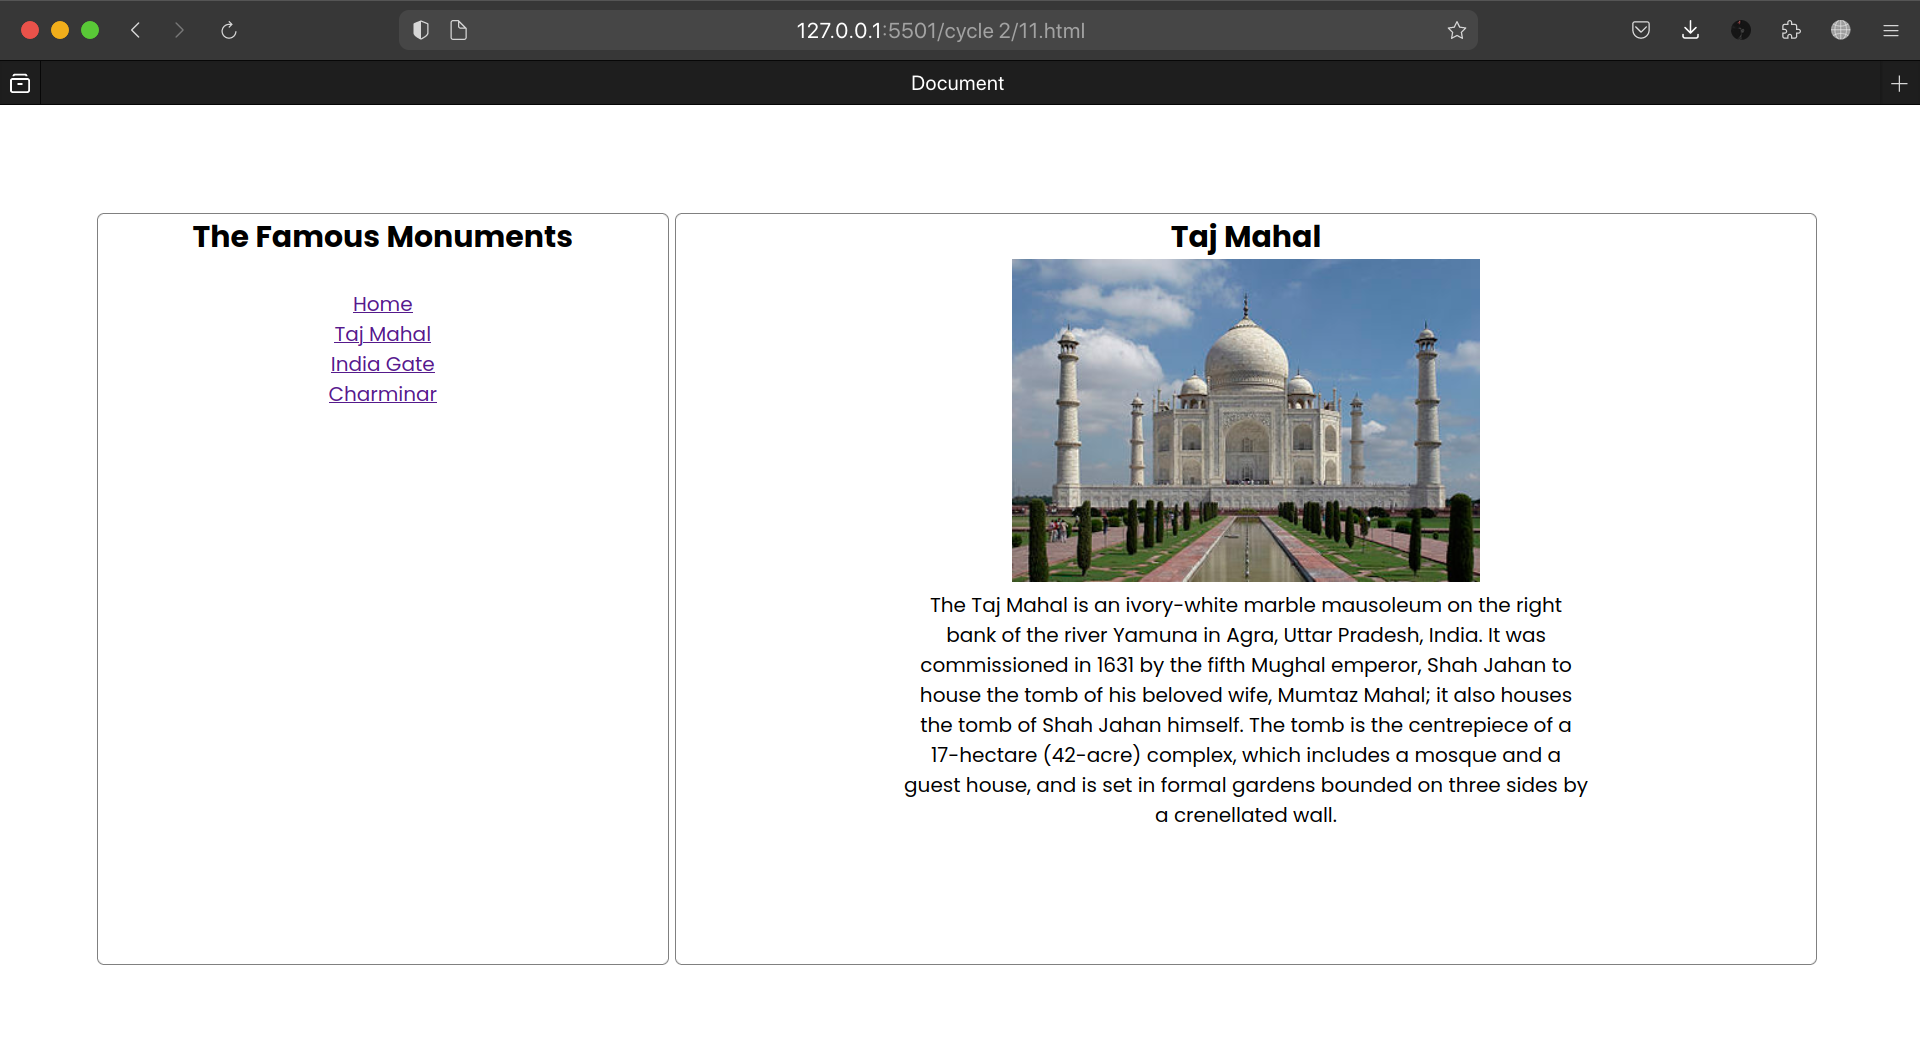 127.0.0.1:5501/cycle 2/11.html
Document
The Famous Monuments
Home
Taj Mahal
India Gate
Charminar
Taj Mahal
The Taj Mahal is an ivory-white marble mausoleum on the right
bank of the river Yamuna in Agra, Uttar Pradesh, India. It was
commissioned in 1631 by the fifth Mughal emperor, Shah Jahan to
house the tomb of his beloved wife, Mumtaz Mahal; it also houses
the tomb of Shah Jahan himself. The tomb is the centrepiece of a
17-hectare (42-acre) complex, which includes a mosque and a
guest house, and is set in formal gardens bounded on three sides by
a crenellated wall.